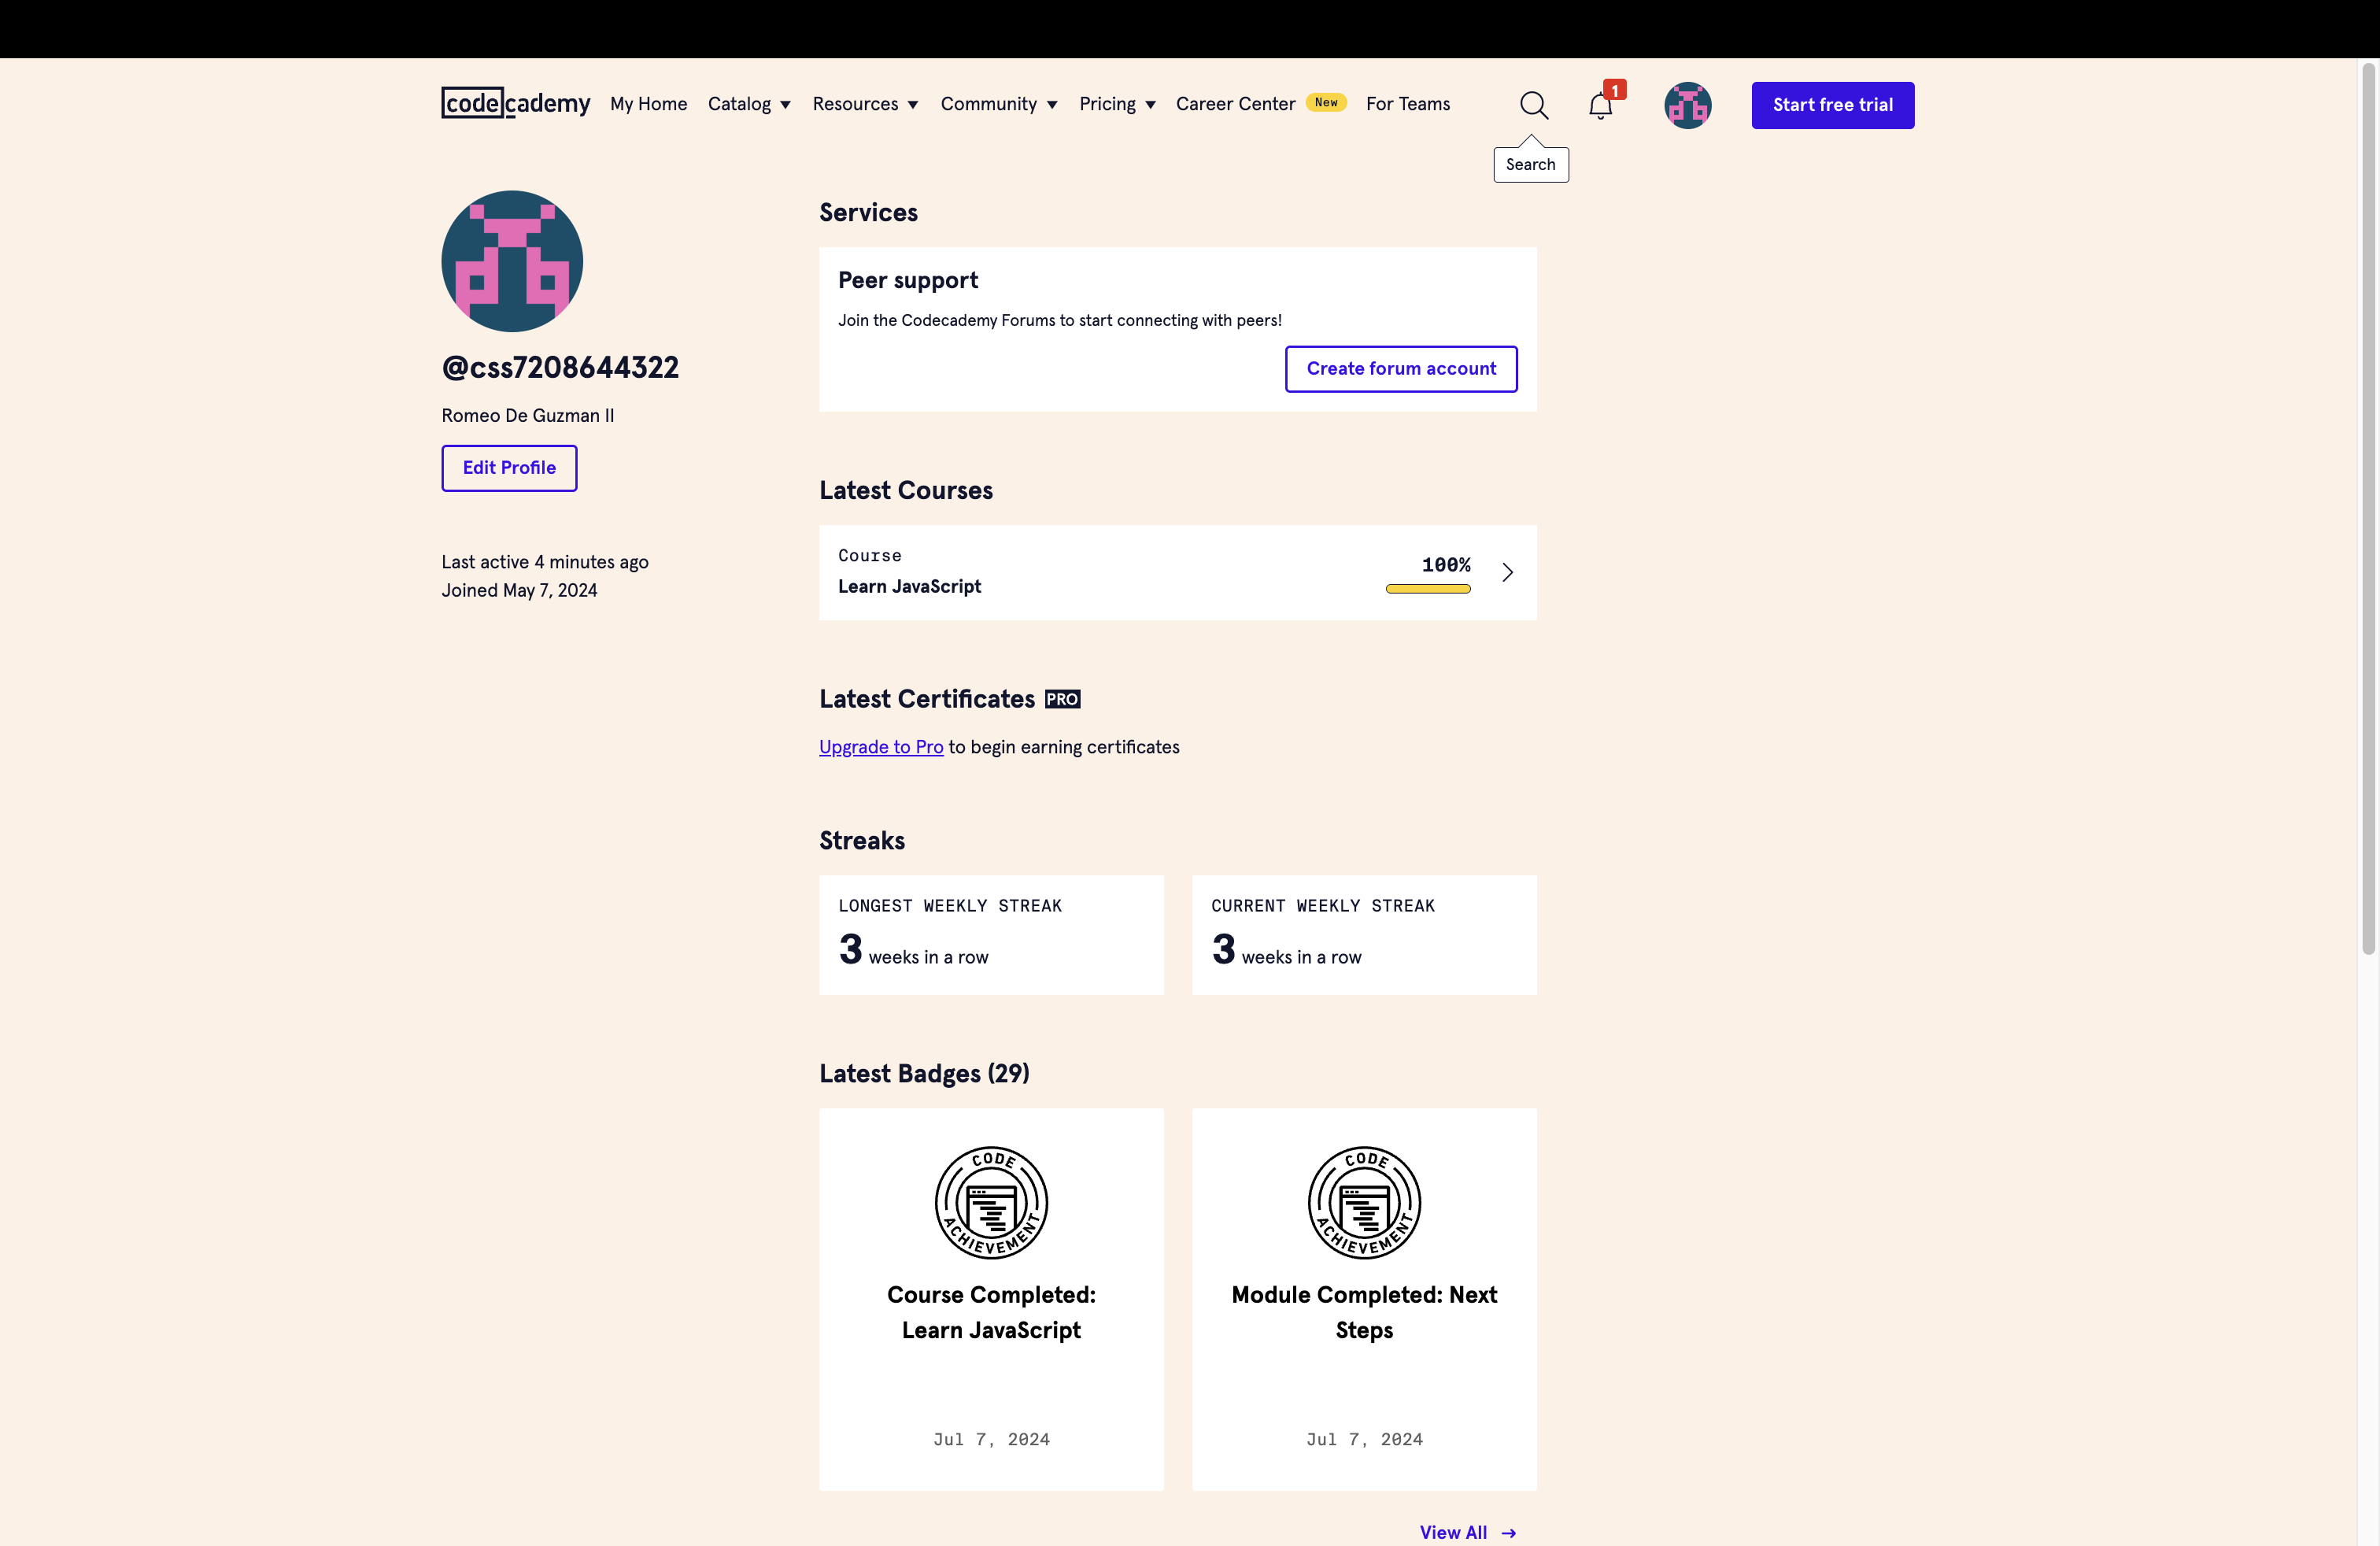 codecademy
My Home
Catalog
Resources
Community
Pricing
Career Center New
For Teams
1
Start free trial
Search
@css7208644322
Romeo De Guzman II
Edit Profile
Last active 4 minutes ago
Joined May 7, 2024
Services
Peer support
Join the Codecademy Forums to start connecting with peers!
Create forum account
Latest Courses
Course
Learn JavaScript
100%
Latest Certificates PRO
Upgrade to Pro to begin earning certificates
Streaks
LONGEST WEEKLY STREAK
3 weeks in a row
CURRENT WEEKLY STREAK
3 weeks in a row
Latest Badges (29)
CODE
ACHIEVEMENT
Course Completed:
Learn JavaScript
Jul 7, 2024
CODE
ACHIEVEMENT
Module Completed: Next
Steps
Jul 7, 2024
View All →